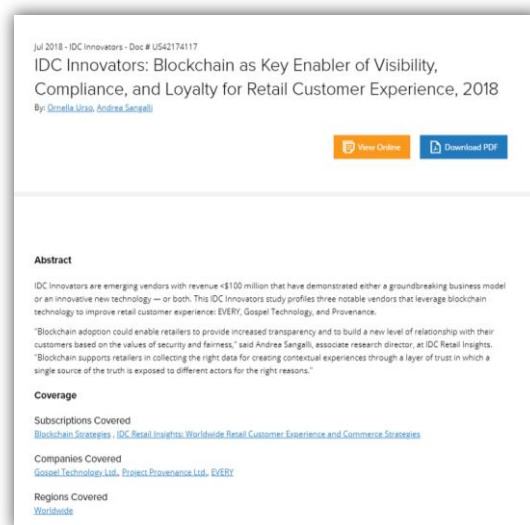 Jul 2018 - IDC Innovators - Doc # US42174117
IDC Innovators: Blockchain as Key Enabler of Visibility,
Compliance, and Loyalty for Retail Customer Experience, 2018
By: Ornella Urso, Andrea Sangalli
View Online
Download PDF
Abstract
IDC Innovators are emerging vendors with revenue <$100 million that have demonstrated either a groundbreaking business model
or an innovative new technology — or both. This IDC Innovators study profiles three notable vendors that leverage blockchain
technology to improve retail customer experience: EVERY, Gospel Technology, and Provenance.
"Blockchain adoption could enable retailers to provide increased transparency and to build a new level of relationship with their
customers based on the values of security and fairness," said Andrea Sangalli, associate research director, at IDC Retail Insights.
"Blockchain supports retailers in collecting the right data for creating contextual experiences through a layer of trust in which a
single source of the truth is exposed to different actors for the right reasons."
Coverage
Subscriptions Covered
Blockchain Strategies , IDC Retail Insights: Worldwide Retail Customer Experience and Commerce Strategies
Companies Covered
Gospel Technology Ltd., Project Provenance Ltd., EVERY
Regions Covered
Worldwide